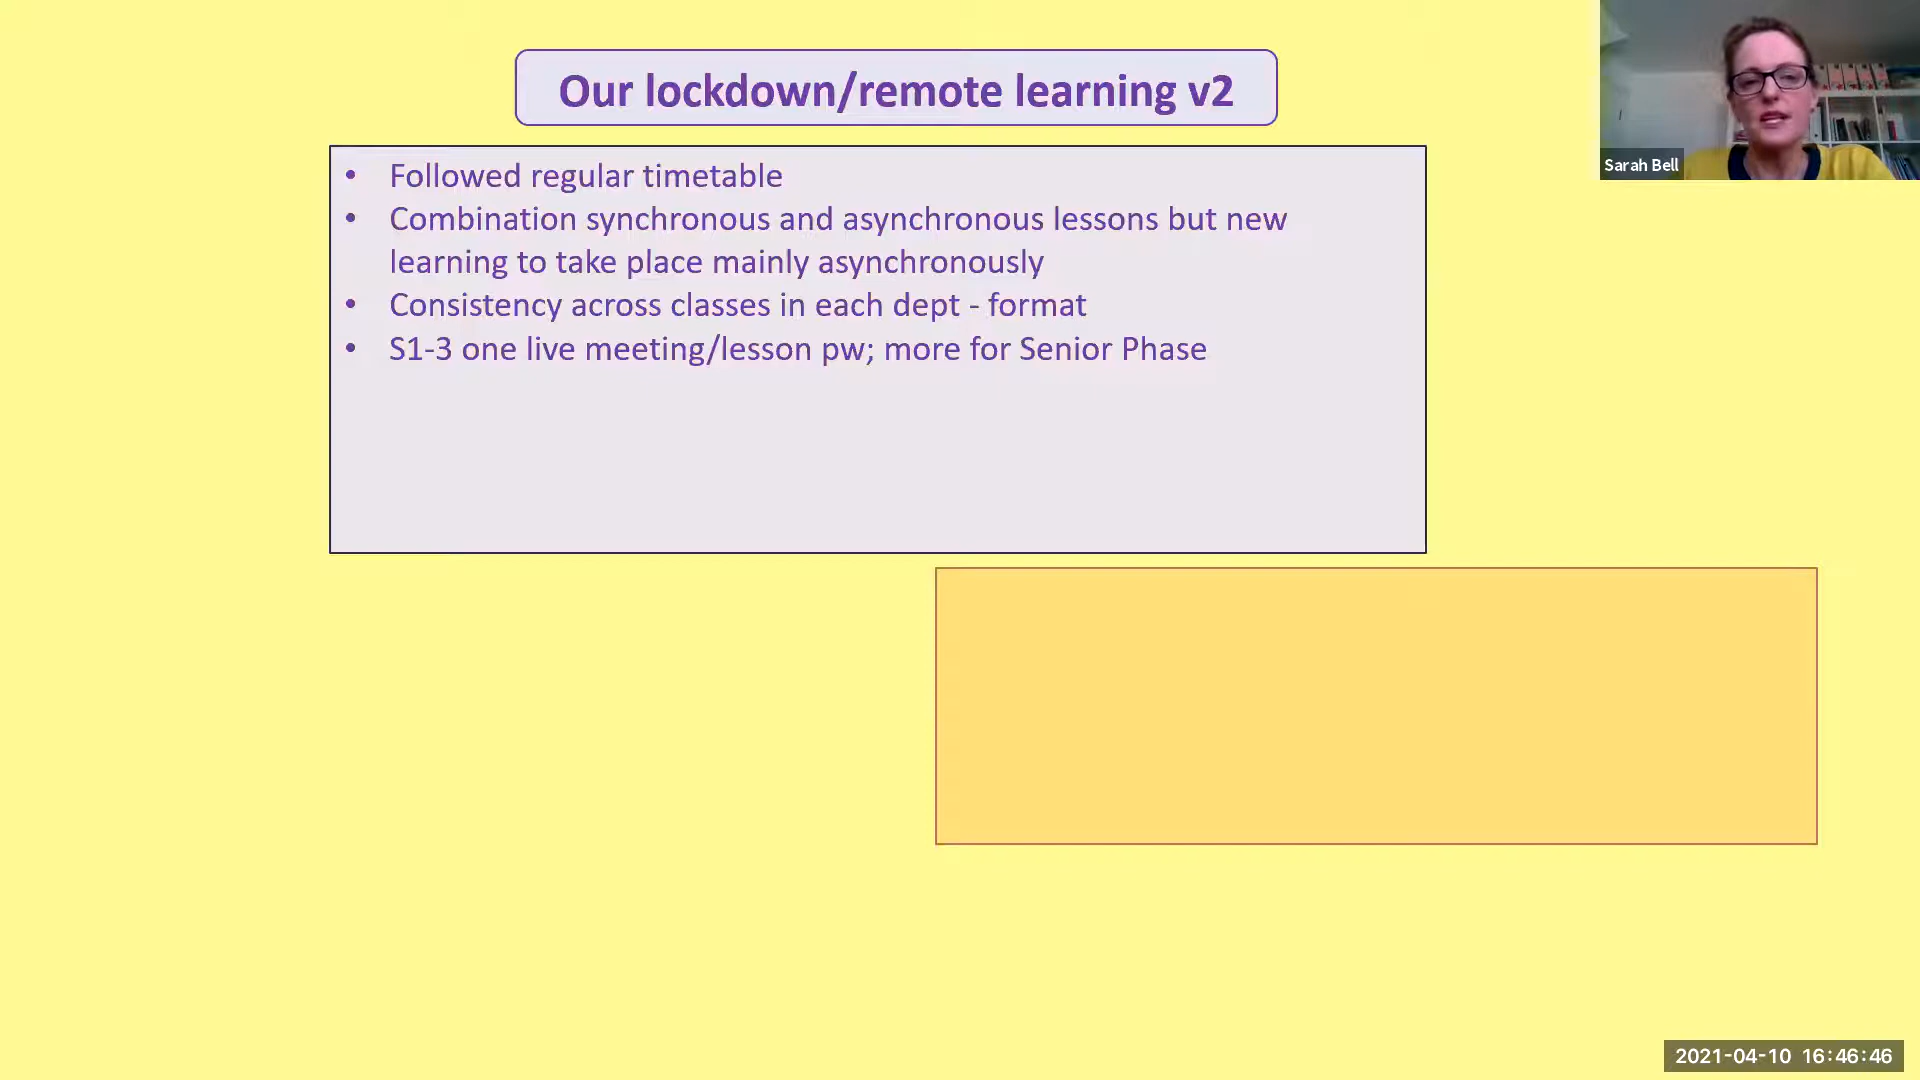 Our lockdown/remote learning v2
• Followed regular timetable
• Combination synchronous and asynchronous lessons but new
learning to take place mainly asynchronously
• Consistency across classes in each dept - format
• S1-3 one live meeting/lesson pw; more for Senior Phase
Sarah Bell
2021-04-10 16:46:46